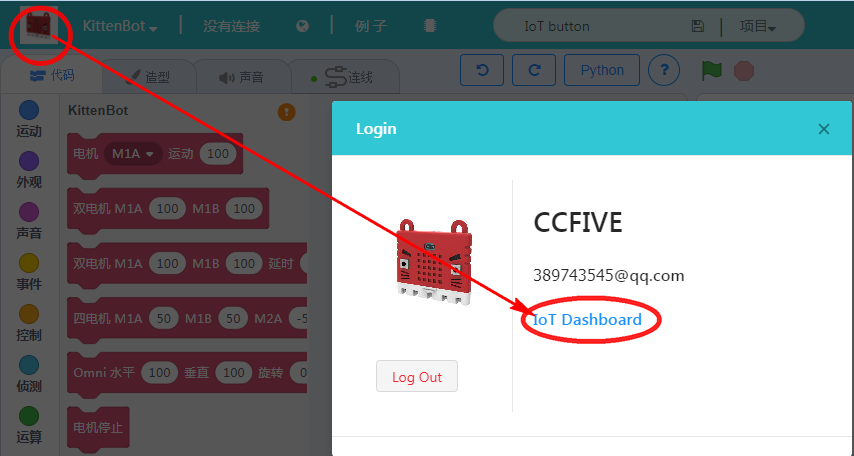 KittenBot 没有连接 例 子 IoT button 项目
代码 造型 声音 连线 Python ?
KittenBot !
运动
外观
声音
事件
控制
侦测
运算
电机 M1A 运动 100
双电机 M1A 100 M1B 100
双电机 M1A 100 M1B 100 延时
四电机 M1A 50 M1B 50 M2A -5
Omni 水平 100 垂直 100 旋转 0
电机停止
Login ×
CCFIVE
389743545@qq.com
IoT Dashboard
Log Out